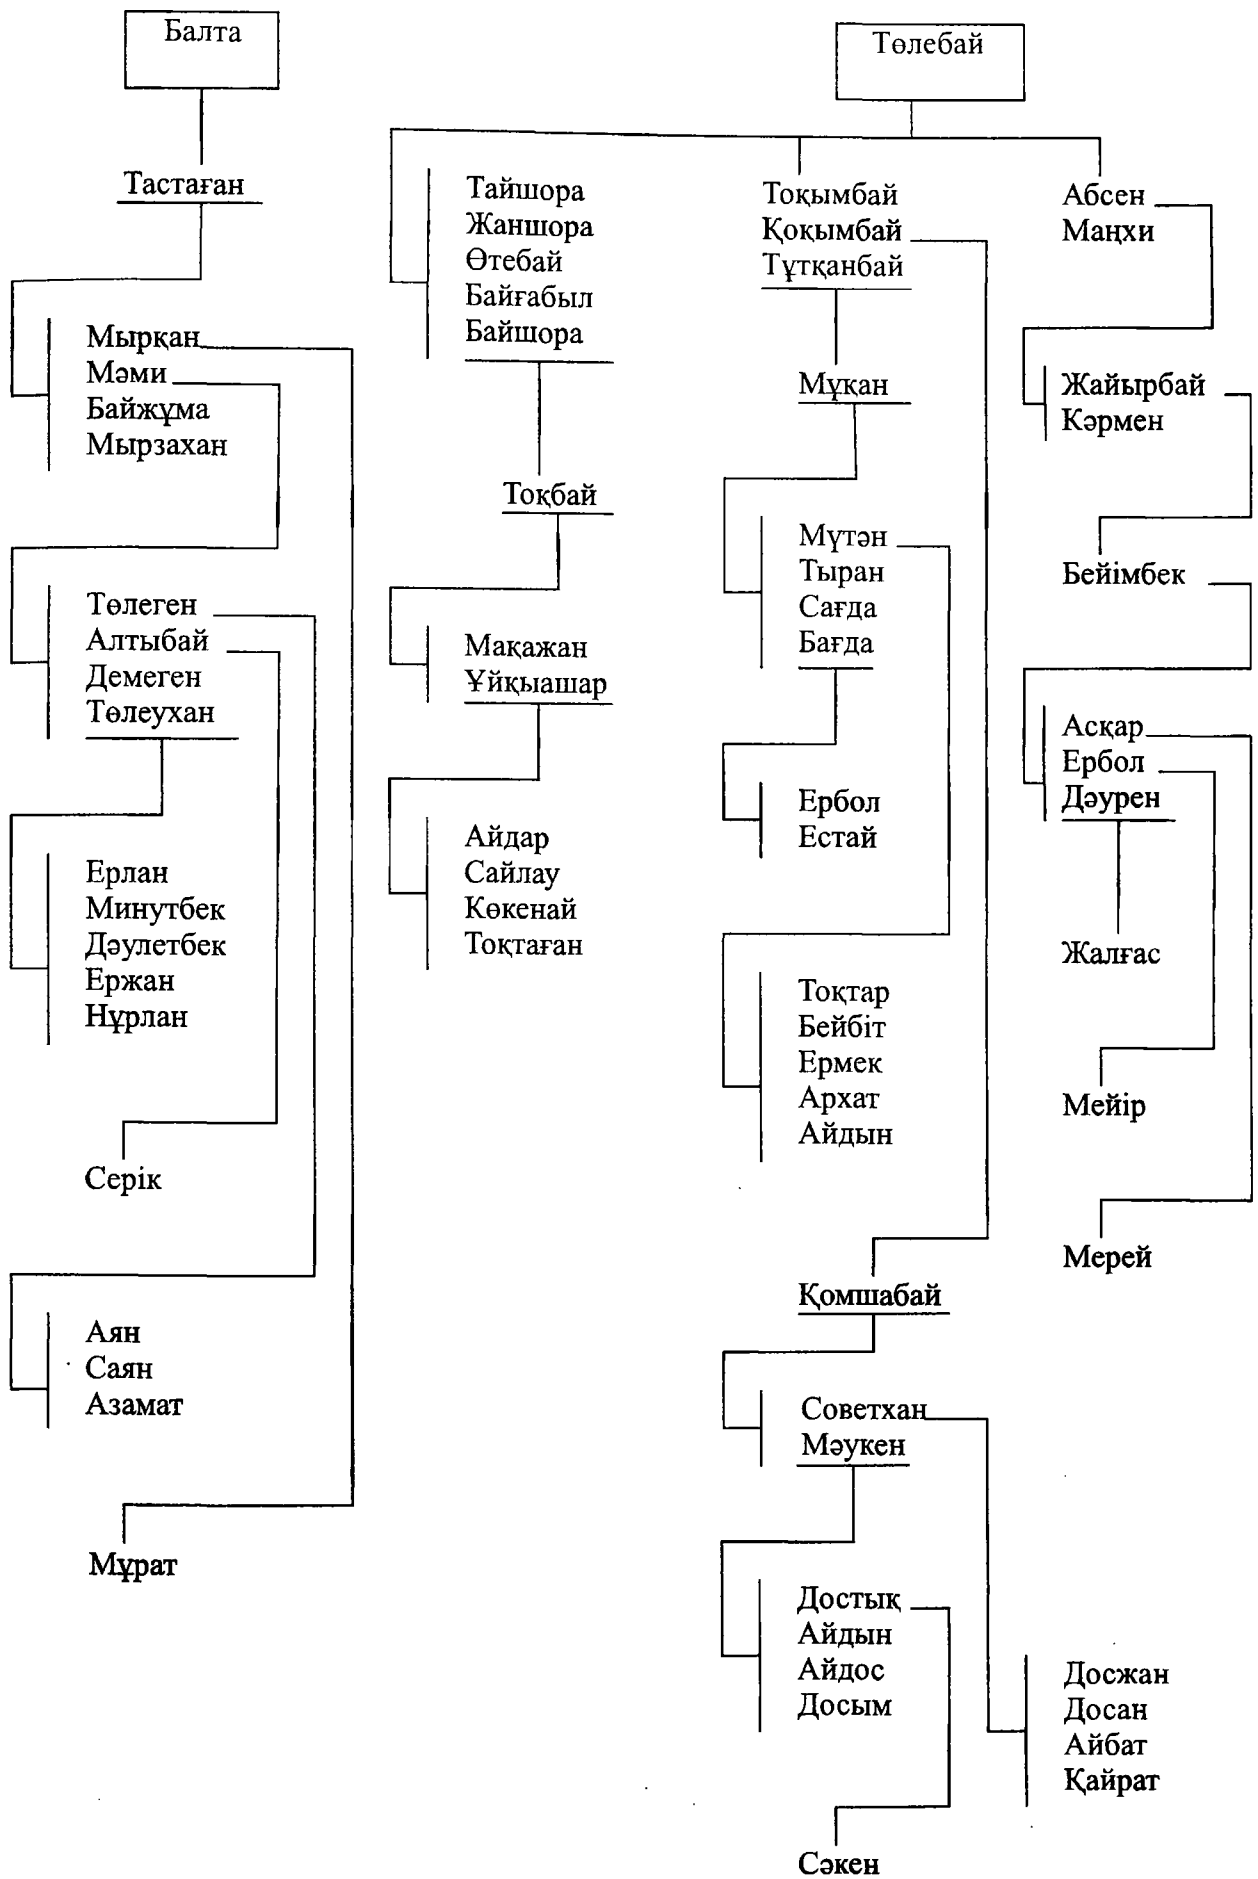 Балта
Тастаған
Мырқан
Мәми
Байжұма
Мырзахан
Төлеген
Алтыбай
Демеген
Төлеухан
Ерлан
Минутбек
Дәулетбек
Ержан
Нұрлан
Серік
Аян
Саян
Азамат
Мұрат
Төлебай
Тайшора
Жаншора
Өтебай
Байғабыл
Байшора
Тоқбай
Мақажан
Ұйқыашар
Айдар
Сайлау
Көкенай
Тоқтаған
Тоқымбай
Қоқымбай
Тұтқанбай
Мұқан
Мүтән
Тыран
Сағда
Бағда
Ербол
Естай
Тоқтар
Бейбіт
Ермек
Архат
Айдын
Қомшабай
Советхан
Мәукен
Достық
Айдын
Айдос
Досым
Сәкен
Досжан
Досан
Айбат
Қайрат
Абсен
Маңхи
Жайырбай
Кәрмен
Бейімбек
Асқар
Ербол
Дәурен
Жалғас
Мейір
Мерей